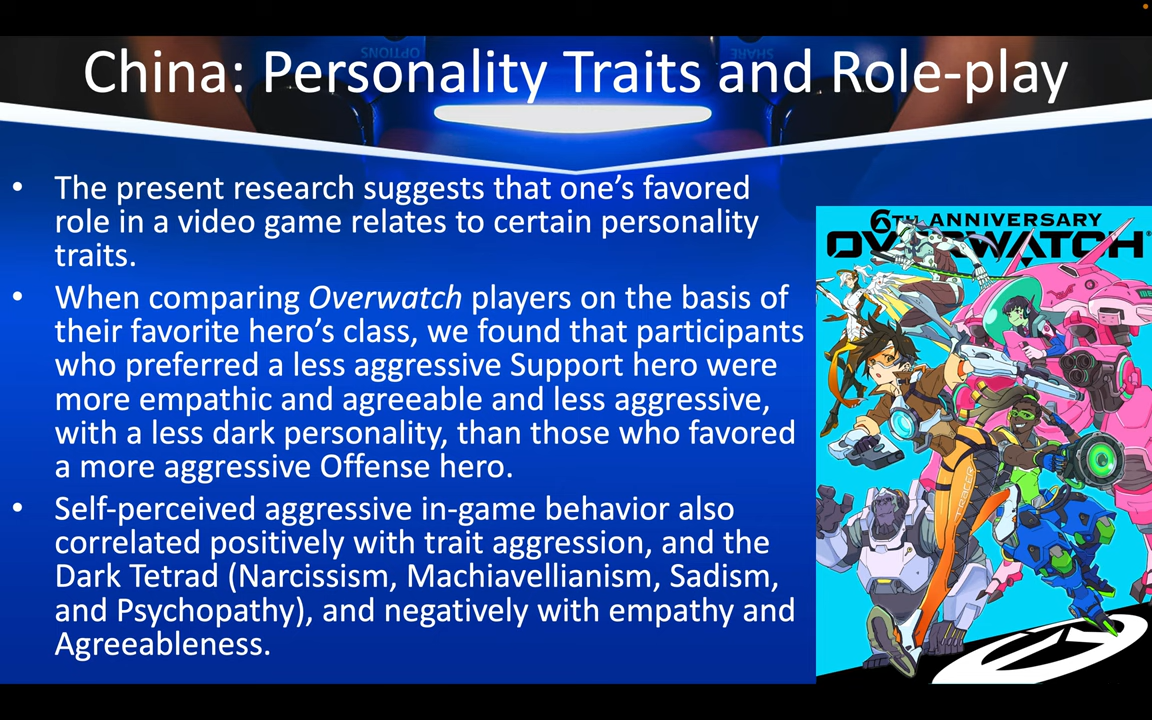 OPTIONS
SHARE
China: Personality Traits and Role-play
• The present research suggests that one’s favored
role in a video game relates to certain personality
traits.
• When comparing Overwatch players on the basis of
their favorite hero’s class, we found that participants
who preferred a less aggressive Support hero were
more empathic and agreeable and less aggressive,
with a less dark personality, than those who favored
a more aggressive Offense hero.
• Self-perceived aggressive in-game behavior also
correlated positively with trait aggression, and the
Dark Tetrad (Narcissism, Machiavellianism, Sadism,
and Psychopathy), and negatively with empathy and
Agreeableness.
6TH ANNIVERSARY
OVERWATCH
TRACER